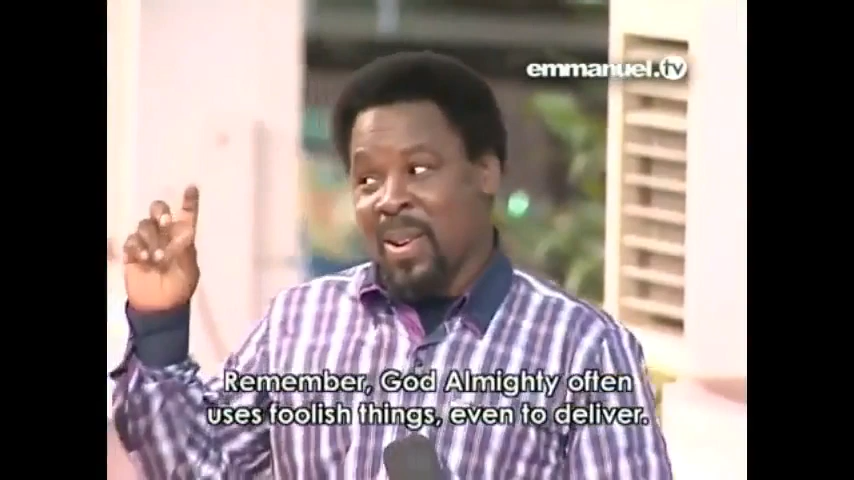 emmanuel.tv
Remember, God Almighty often
uses foolish things, even to deliver.